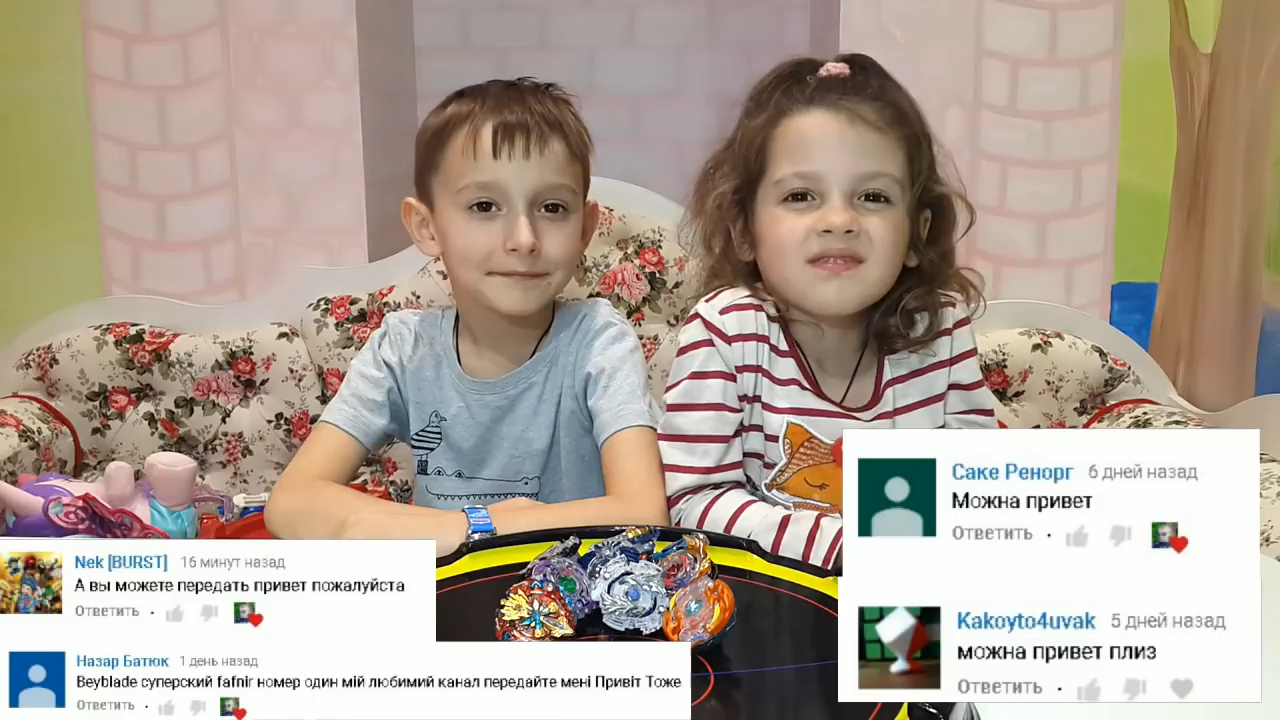 Саке Ренорг 6 дней назад
Можна привет
Ответить
Nek [BURST] 16 минут назад
А вы можете передать привет пожалуйста
Ответить
Kakoyto4uvak 5 дней назад
можна привет плиз
Ответить
Назар Батюк 1 день назад
Beyblade суперский fafnir номер один мій любимий канал передайте мені Привіт Тоже
Ответить